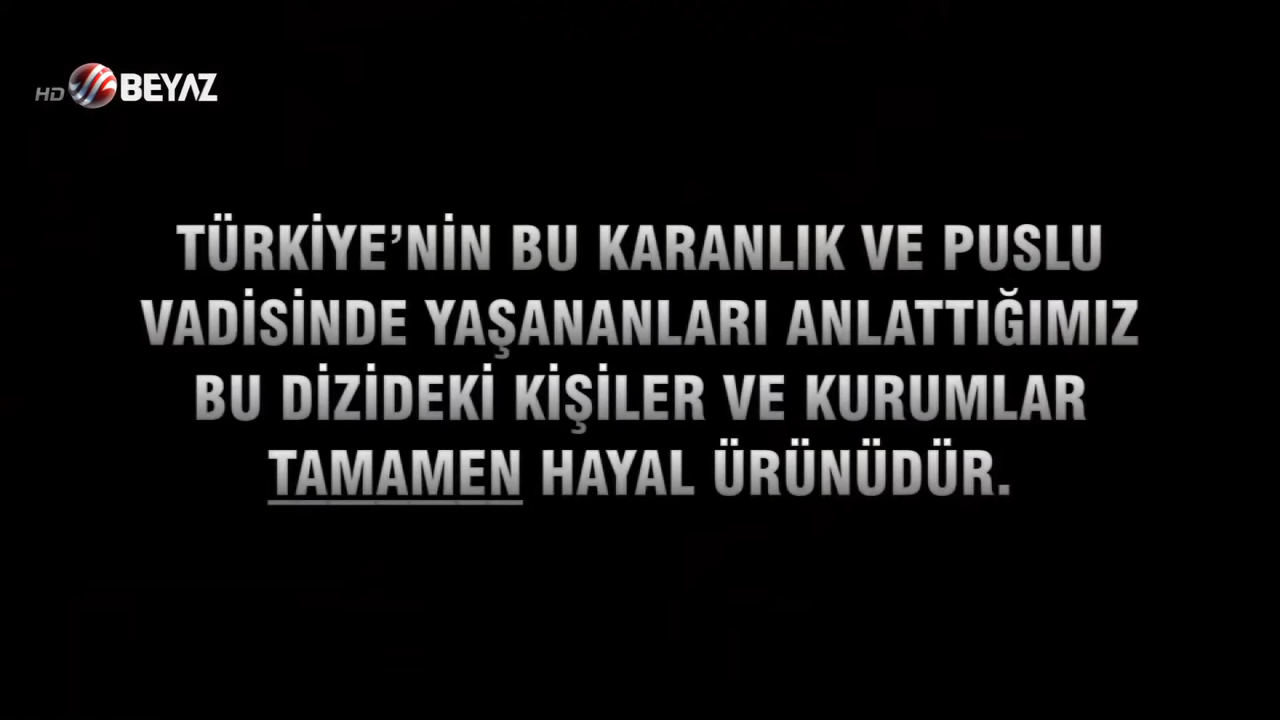 HD BEYAZ
TÜRKİYE’NİN BU KARANLIK VE PUSLU
VADİSİNDE YAŞANANLARI ANLATTIĞIMIZ
BU DİZİDEKİ KİŞİLER VE KURUMLAR
TAMAMEN HAYAL ÜRÜNÜDÜR.